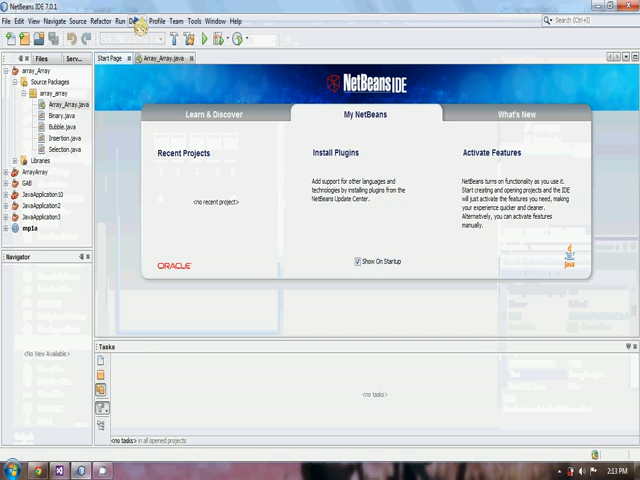 NetBeans IDE 7.0.1
File Edit View Navigate Source Refactor Run Profile Team Tools Window Help
Search (Ctrl+I)
Files Serv...
Start Page Array_Array.java
array_Array
Source Packages
array_array
Array_Array.java
Binary.java
Bubble.java
Insertion.java
Selection.java
Libraries
ArrayArray
GAB
JavaApplication10
JavaApplication2
JavaApplication3
mp1a
Navigator
<No View Available>
NetBeans IDE
Learn & Discover
My NetBeans
What's New
Recent Projects
<no recent project>
Install Plugins
Add support for other languages and
technologies by installing plugins from the
NetBeans Update Center.
Activate Features
NetBeans turns on functionality as you use it.
Start creating and opening projects and the IDE
will just activate the features you need, making
your experience quicker and cleaner.
Alternatively, you can activate features
manually.
ORACLE
Show On Startup
Java
Tasks
<no tasks>
<no tasks> in all opened projects
2:13 PM